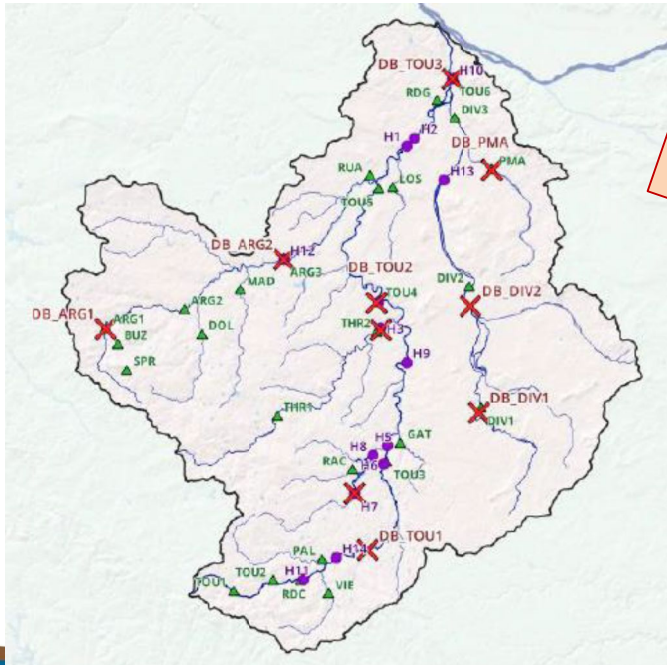 DB_TOU3
H10
RDG
TOU6
DIV3
H1
H2
DB_PMA
PMA
RUA
LOS
H13
TOU5
DB_ARG2
H12
ARG3
DB_TOU2
MAD
TOU4
DIV2
DB_DIV2
DB_ARG1
ARG1
ARG2
BUZ
DOL
THR2
H3
SPR
H9
DB_DIV1
DIV1
THR1
GAT
H8
H5
RAC
H6
TOU3
H7
DB_TOU1
PAL
H14
TOU1
TOU2
H11
RDC
VIE